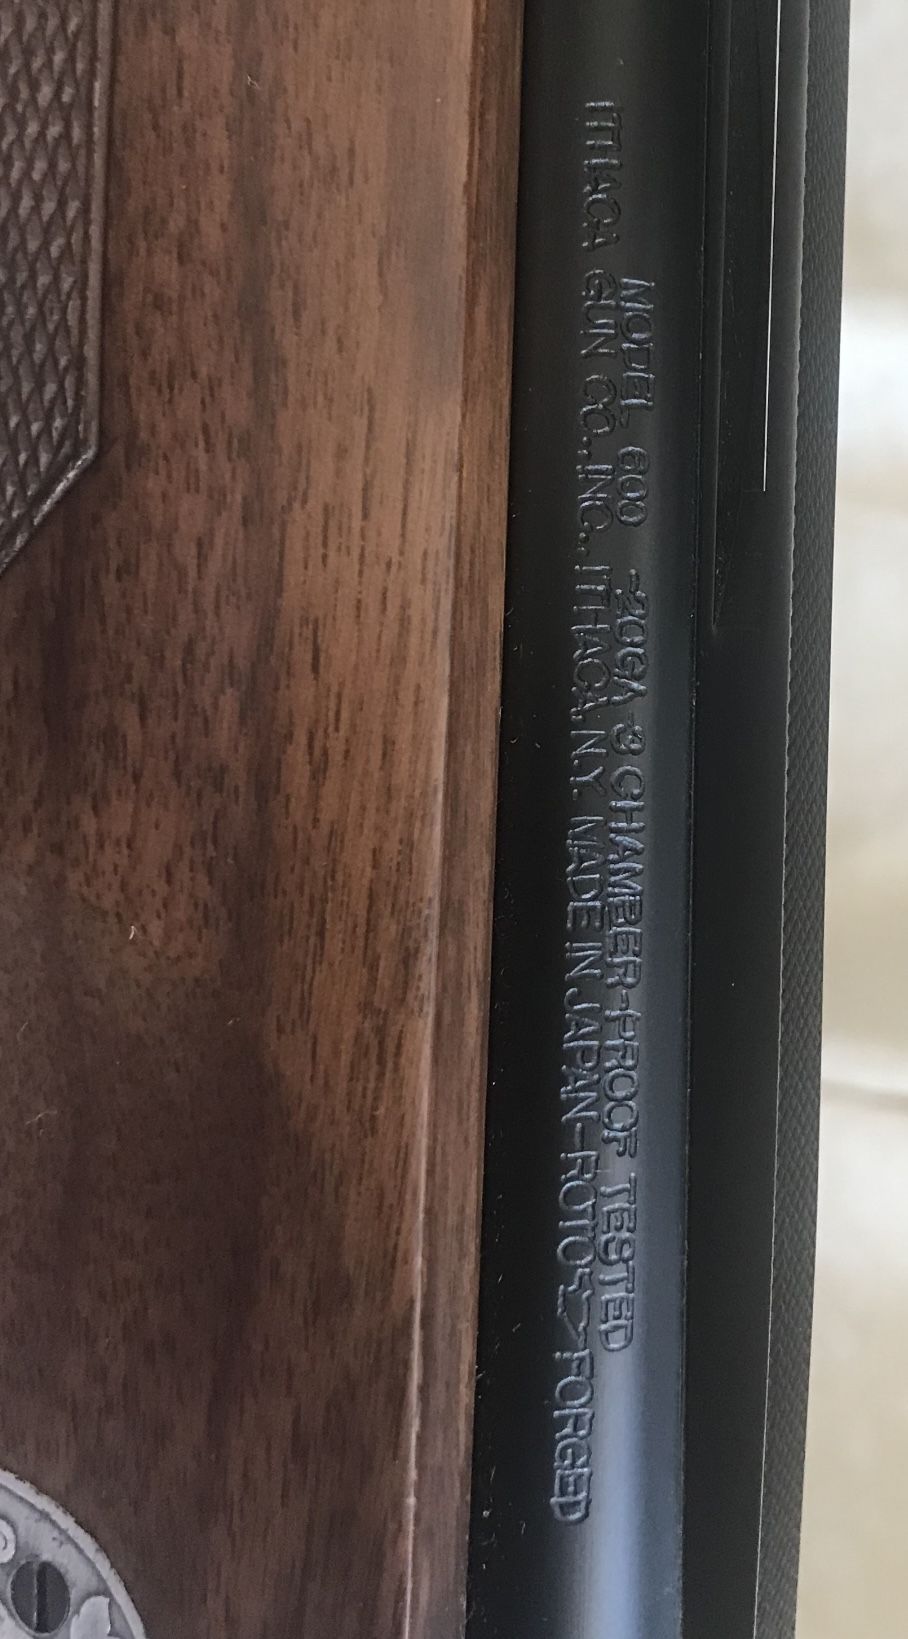 MODEL 600 -20GA -3 CHAMBER-PROOF TESTED
ITHACA GUN CO., INC., ITHACA, N.Y. MADE IN JAPAN-ROTO FORGED